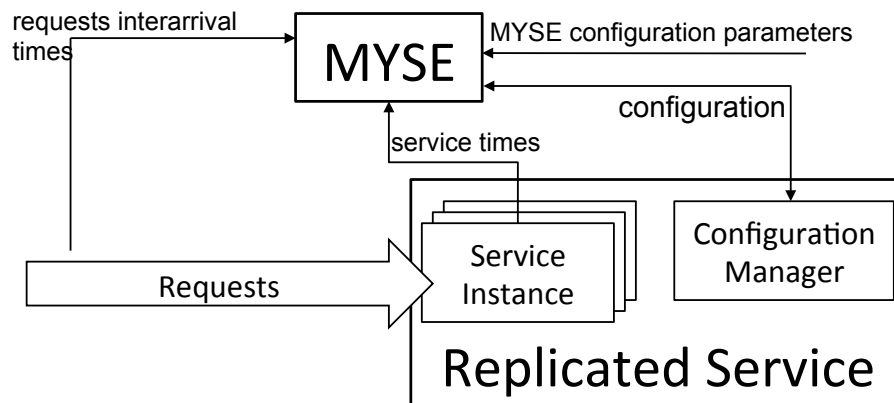 requests interarrival
times
MYSE
MYSE configuration parameters
configuration
service times
Requests
Service
Instance
Configuration
Manager
Replicated Service